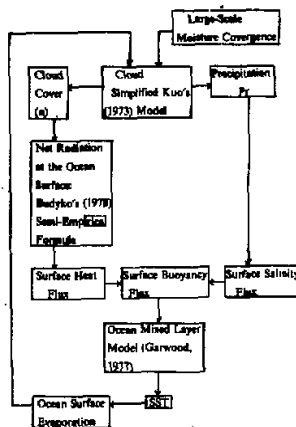 Large-Scale
Moisture Covergence
Cloud
Cover
(n)
Cloud
Simplified Kuo's
(1973) Model
Precipitation
Pr
Net Radiation
at the Ocean
Surface:
Budyko's (1978)
Semi-Empirical
Formula
Surface Heat
Flux
Surface Buoyancy
Flux
Surface Salinity
Flux
Ocean Mixed Layer
Model (Garwood,
1977)
SST
Ocean Surface
Evaporation